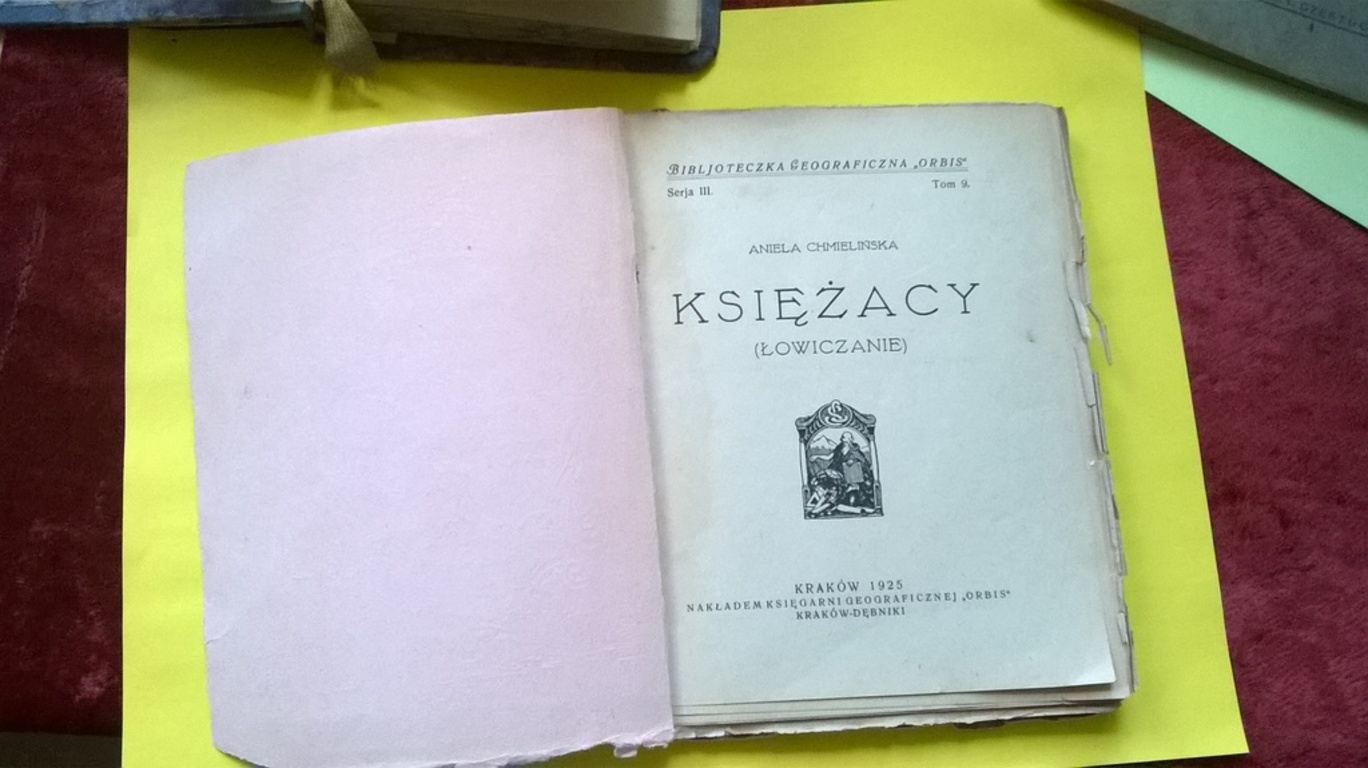 BIBLJOTECZKA GEOGRAFICZNA „ORBIS"
Serja III. Tom 9.
ANIELA CHMIELIŃSKA
KSIĘŻACY
(ŁOWICZANIE)
KRAKÓW 1925
NAKŁADEM KSIĘGARNI GEOGRAFICZNEJ „ORBIS"
KRAKÓW-DĘBNIKI